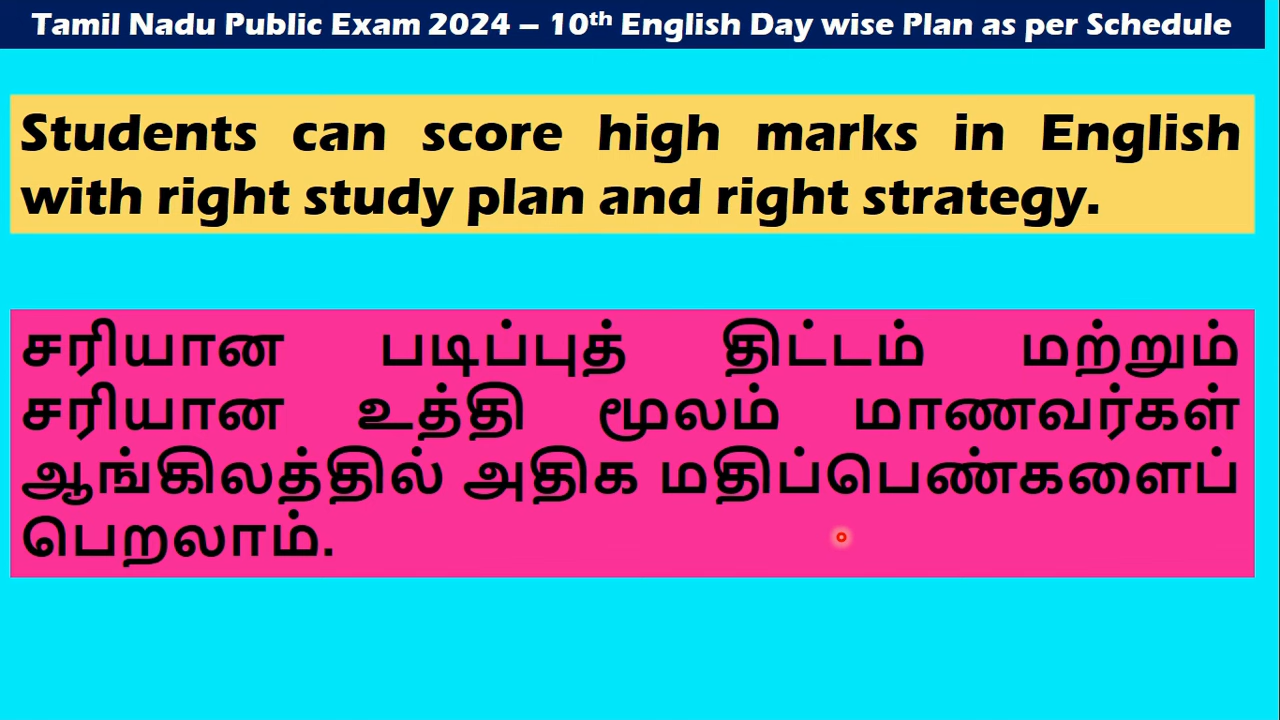 Tamil Nadu Public Exam 2024 – 10th English Day wise Plan as per Schedule
Students can score high marks in English
with right study plan and right strategy.
சரியான படிப்புத் திட்டம் மற்றும்
சரியான உத்தி மூலம் மாணவர்கள்
ஆங்கிலத்தில் அதிக மதிப்பெண்களைப்
பெறலாம்.